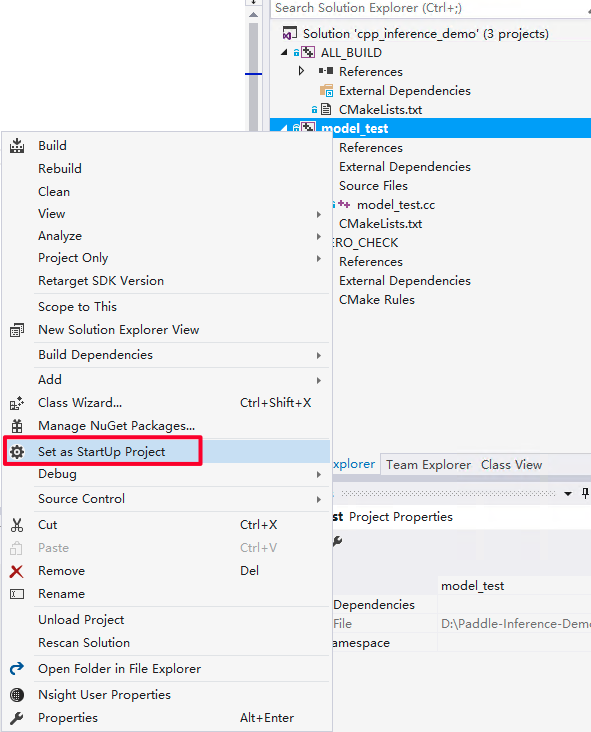 Search Solution Explorer (Ctrl+;)
Solution 'cpp_inference_demo' (3 projects)
ALL_BUILD
References
External Dependencies
CMakeLists.txt
model_test
References
External Dependencies
Source Files
model_test.cc
CMakeLists.txt
ERO_CHECK
References
External Dependencies
CMake Rules
Build
Rebuild
Clean
View
Analyze
Project Only
Retarget SDK Version
Scope to This
New Solution Explorer View
Build Dependencies
Add
Class Wizard... Ctrl+Shift+X
Manage NuGet Packages...
Set as StartUp Project
Debug
Source Control
Cut Ctrl+X
Paste Ctrl+V
Remove Del
Rename
Unload Project
Rescan Solution
Open Folder in File Explorer
Nsight User Properties
Properties Alt+Enter
xplorer Team Explorer Class View
st Project Properties
model_test
Dependencies
File D:\Paddle-Inference-Demo
amespace